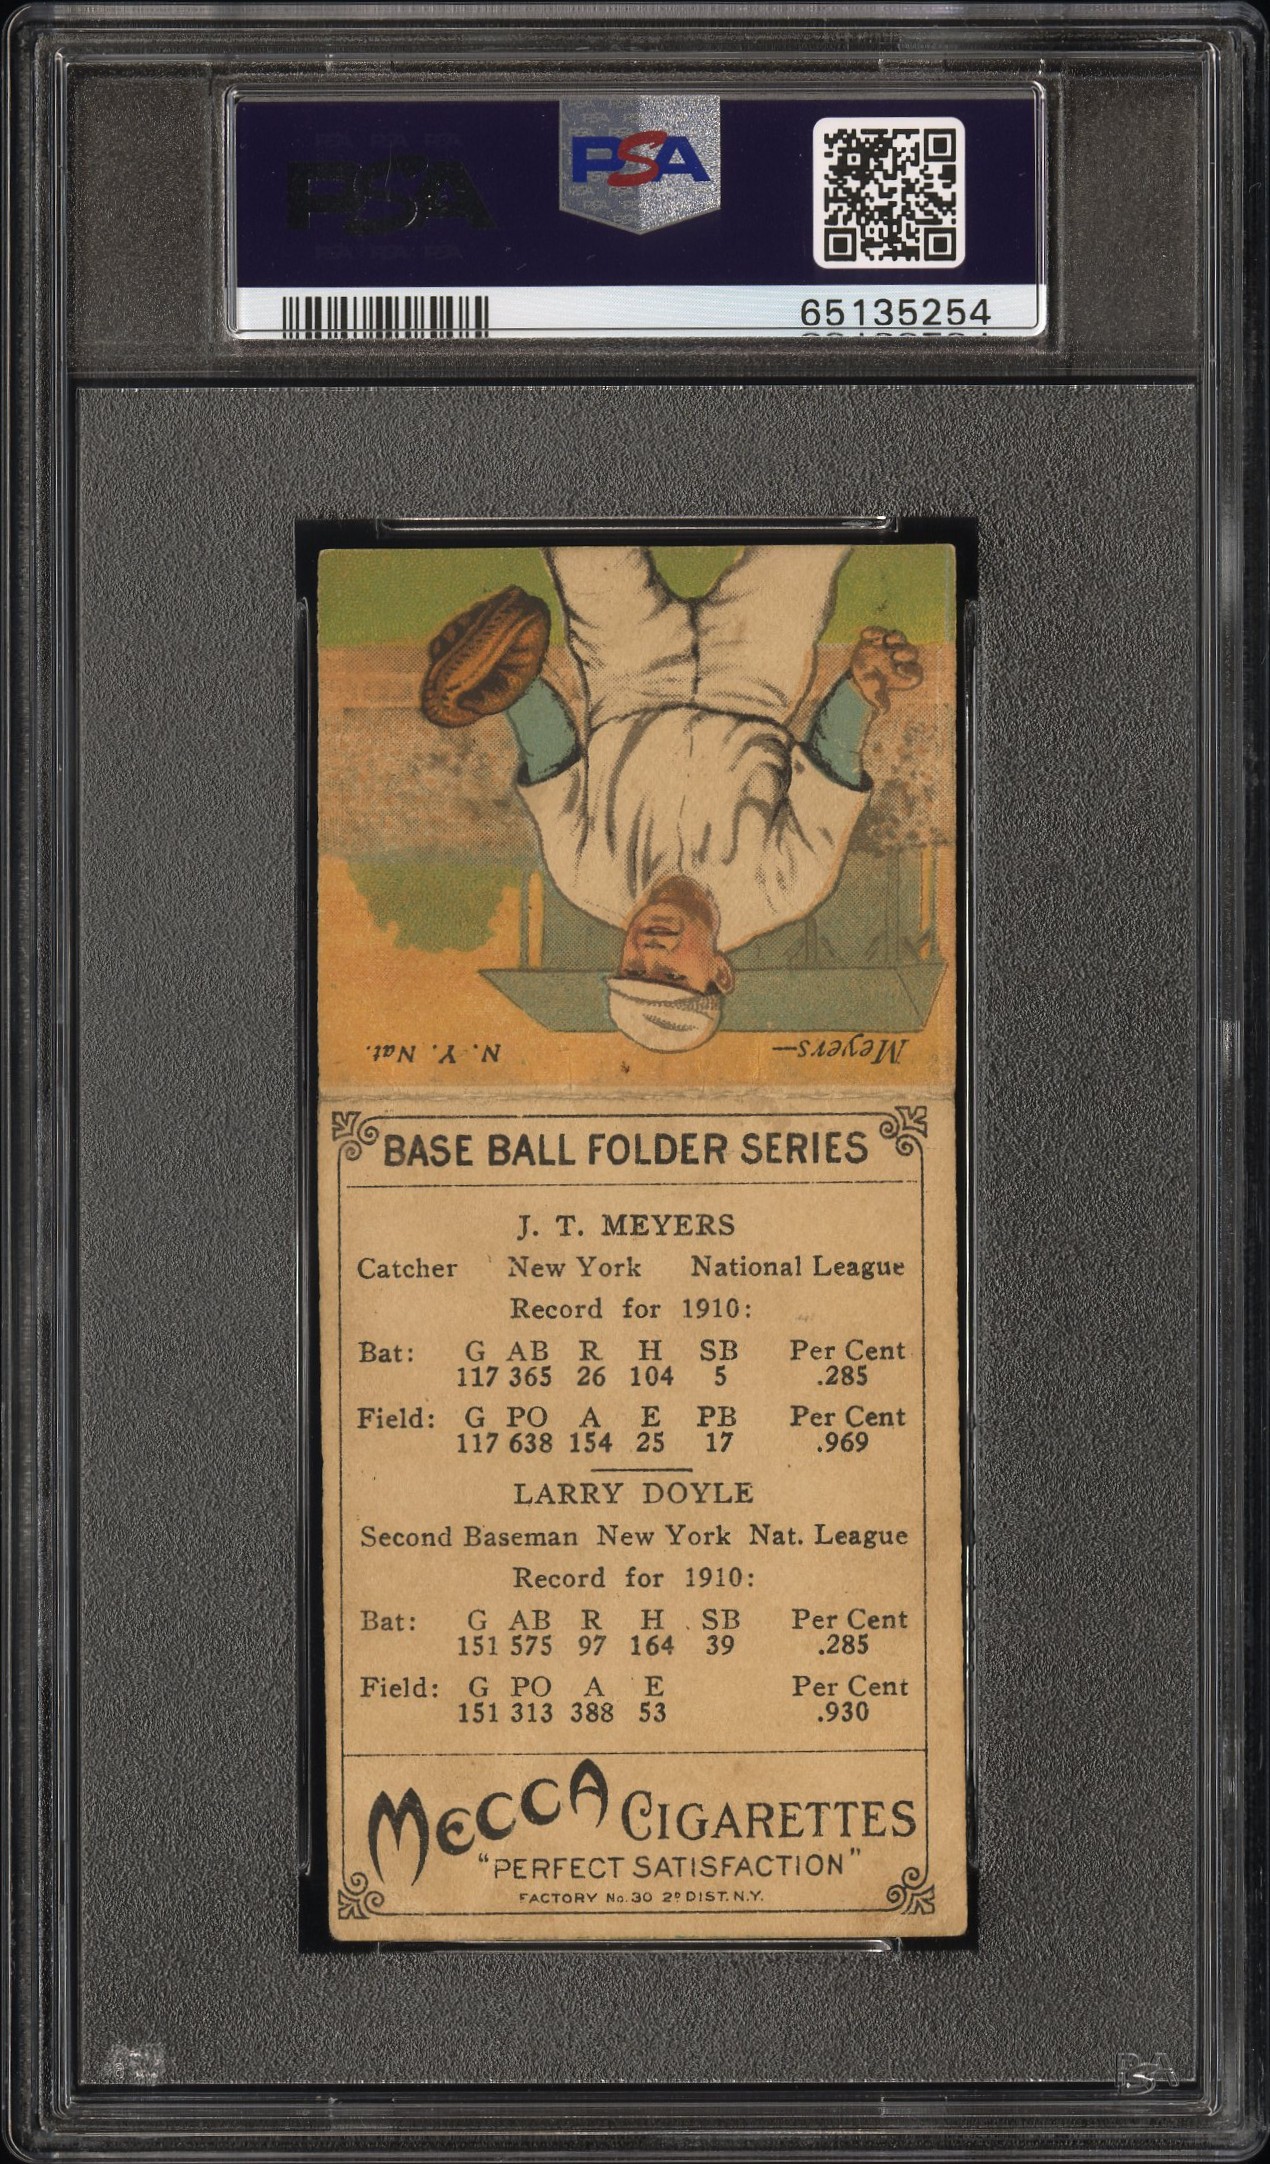 PSA
PSA
65135254
Meyers—
N. Y. Nat.
BASE BALL FOLDER SERIES
J. T. MEYERS
Catcher New York National League
Record for 1910:
Bat: G AB R H SB Per Cent
117 365 26 104 5 .285
Field: G PO A E PB Per Cent
117 638 154 25 17 .969
LARRY DOYLE
Second Baseman New York Nat. League
Record for 1910:
Bat: G AB R H SB Per Cent
151 575 97 164 39 .285
Field: G PO A E Per Cent
151 313 388 53 .930
MECCA CIGARETTES
"PERFECT SATISFACTION"
FACTORY No. 30 2D DIST. N.Y.
PSA